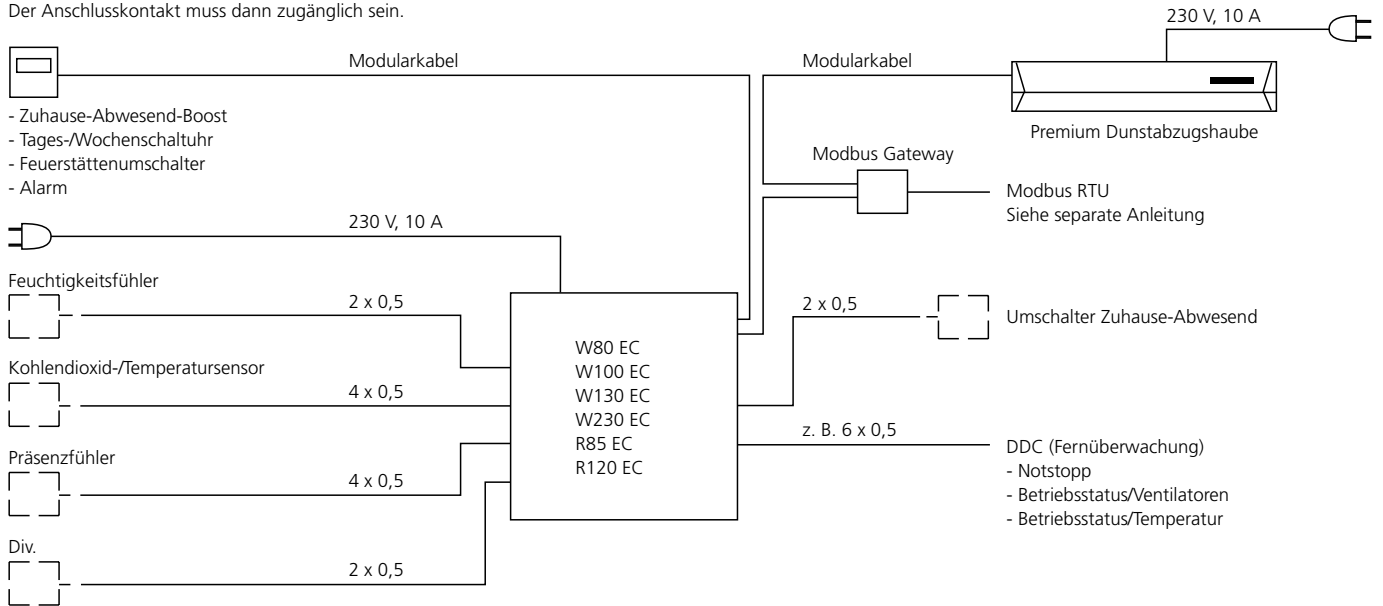 Der Anschlusskontakt muss dann zugänglich sein.
230 V, 10 A
Modularkabel
Modularkabel
- Zuhause-Abwesend-Boost
- Tages-/Wochenschaltuhr
- Feuerstättenumschalter
- Alarm
Premium Dunstabzugshaube
Modbus Gateway
Modbus RTU
Siehe separate Anleitung
230 V, 10 A
Feuchtigkeitsfühler
2 x 0,5
Kohlendioxid-/Temperatursensor
4 x 0,5
Präsenzfühler
4 x 0,5
Div.
2 x 0,5
W80 EC
W100 EC
W130 EC
W230 EC
R85 EC
R120 EC
2 x 0,5
Umschalter Zuhause-Abwesend
z. B. 6 x 0,5
DDC (Fernüberwachung)
- Notstopp
- Betriebsstatus/Ventilatoren
- Betriebsstatus/Temperatur